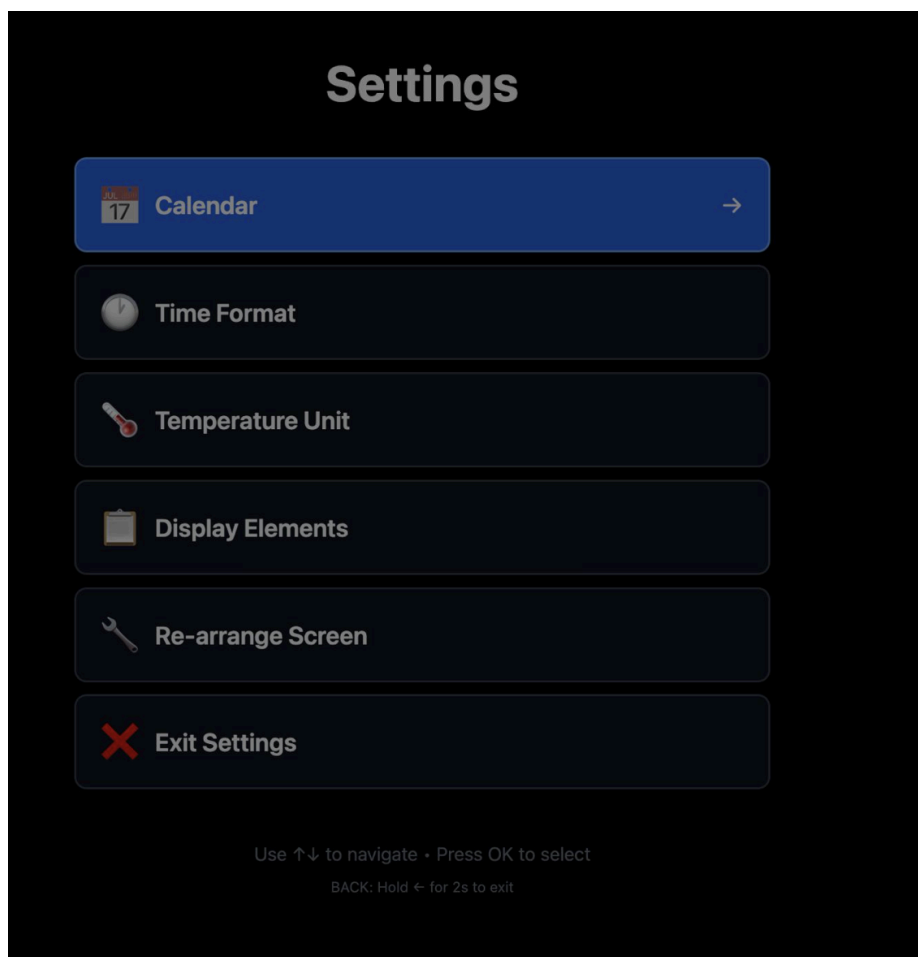 Settings
JUL
17
Calendar →
Time Format
Temperature Unit
Display Elements
Re-arrange Screen
Exit Settings
Use ↑↓ to navigate • Press OK to select
BACK: Hold ← for 2s to exit